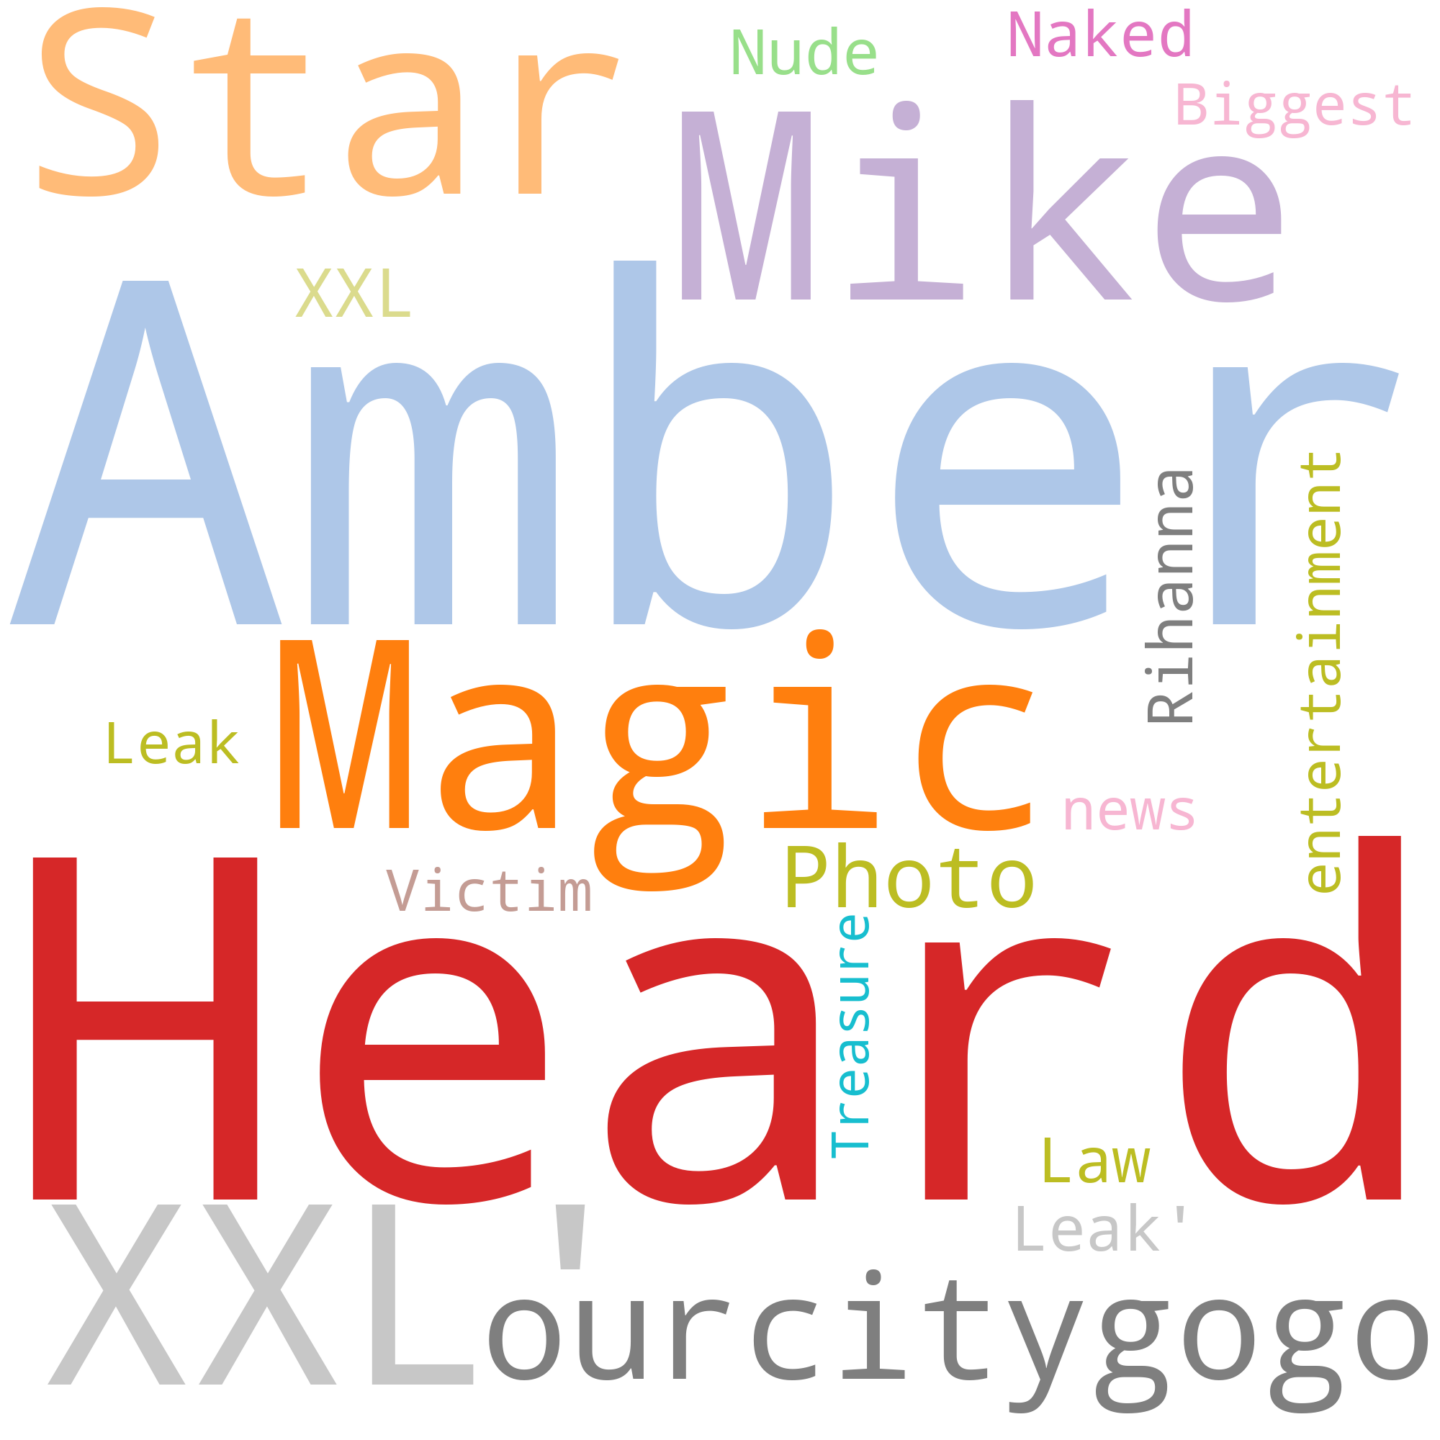 Star
Nude
Naked
Biggest
Mike
XXL
Amber
Rihanna
entertainment
Magic
Leak
news
Photo
Victim
Heard
Treasure
Law
XXL'
Leak'
ourcitygogo